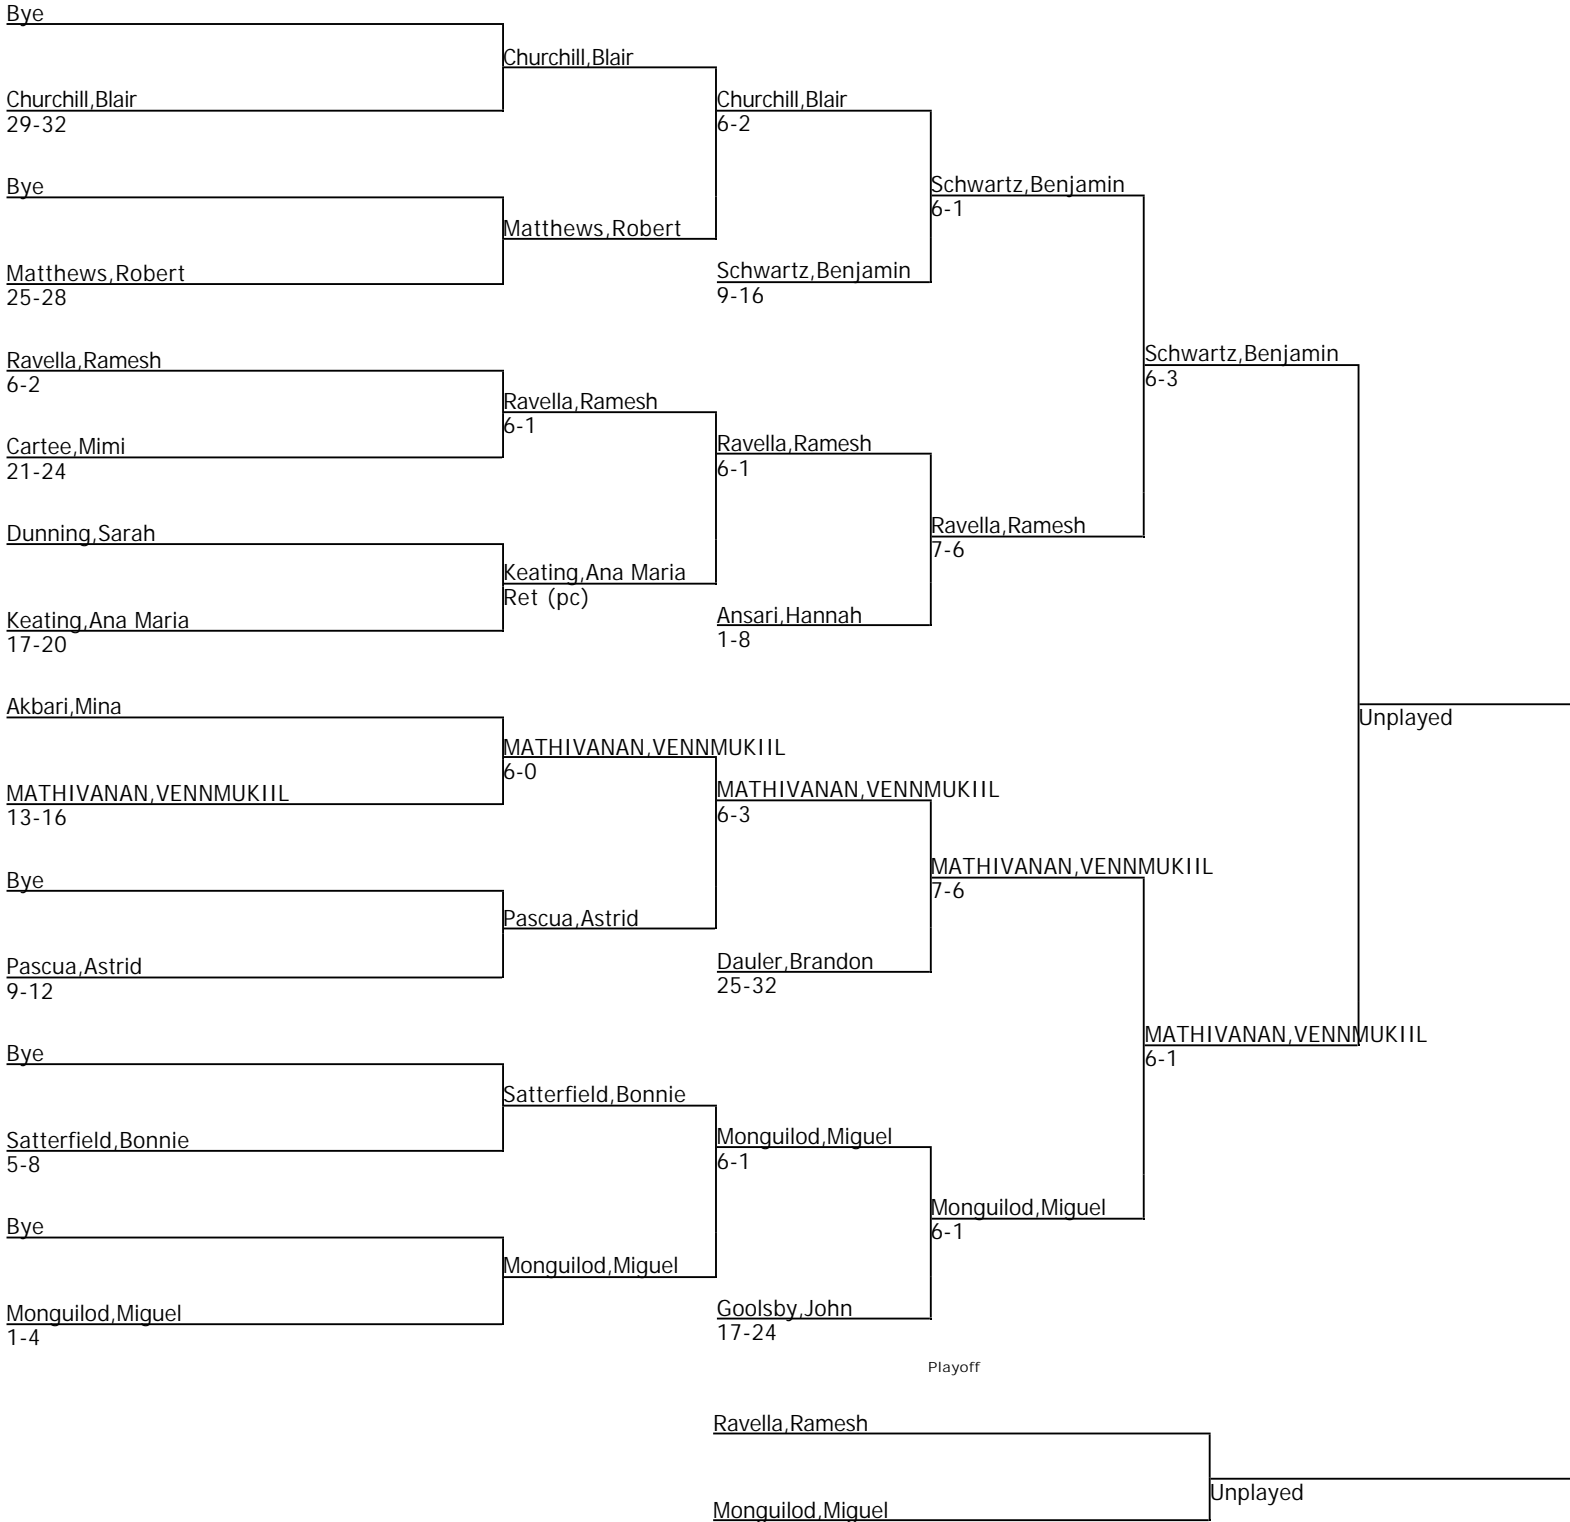 Bye
Churchill,Blair
Churchill,Blair
29-32
Churchill,Blair
6-2
Bye
Schwartz,Benjamin
6-1
Matthews,Robert
Matthews,Robert
25-28
Schwartz,Benjamin
9-16
Ravella,Ramesh
6-2
Schwartz,Benjamin
6-3
Ravella,Ramesh
6-1
Cartee,Mimi
21-24
Ravella,Ramesh
6-1
Dunning,Sarah
Ravella,Ramesh
7-6
Keating,Ana Maria
Ret (pc)
Keating,Ana Maria
17-20
Ansari,Hannah
1-8
Akbari,Mina
Unplayed
MATHIVANAN,VENNMUKIIL
6-0
MATHIVANAN,VENNMUKIIL
13-16
MATHIVANAN,VENNMUKIIL
6-3
Bye
MATHIVANAN,VENNMUKIIL
7-6
Pascua,Astrid
Pascua,Astrid
9-12
Dauler,Brandon
25-32
Bye
MATHIVANAN,VENNMUKIIL
6-1
Satterfield,Bonnie
Satterfield,Bonnie
5-8
Monguilod,Miguel
6-1
Bye
Monguilod,Miguel
6-1
Monguilod,Miguel
Monguilod,Miguel
1-4
Goolsby,John
17-24
Playoff
Ravella,Ramesh
Unplayed
Monguilod,Miguel